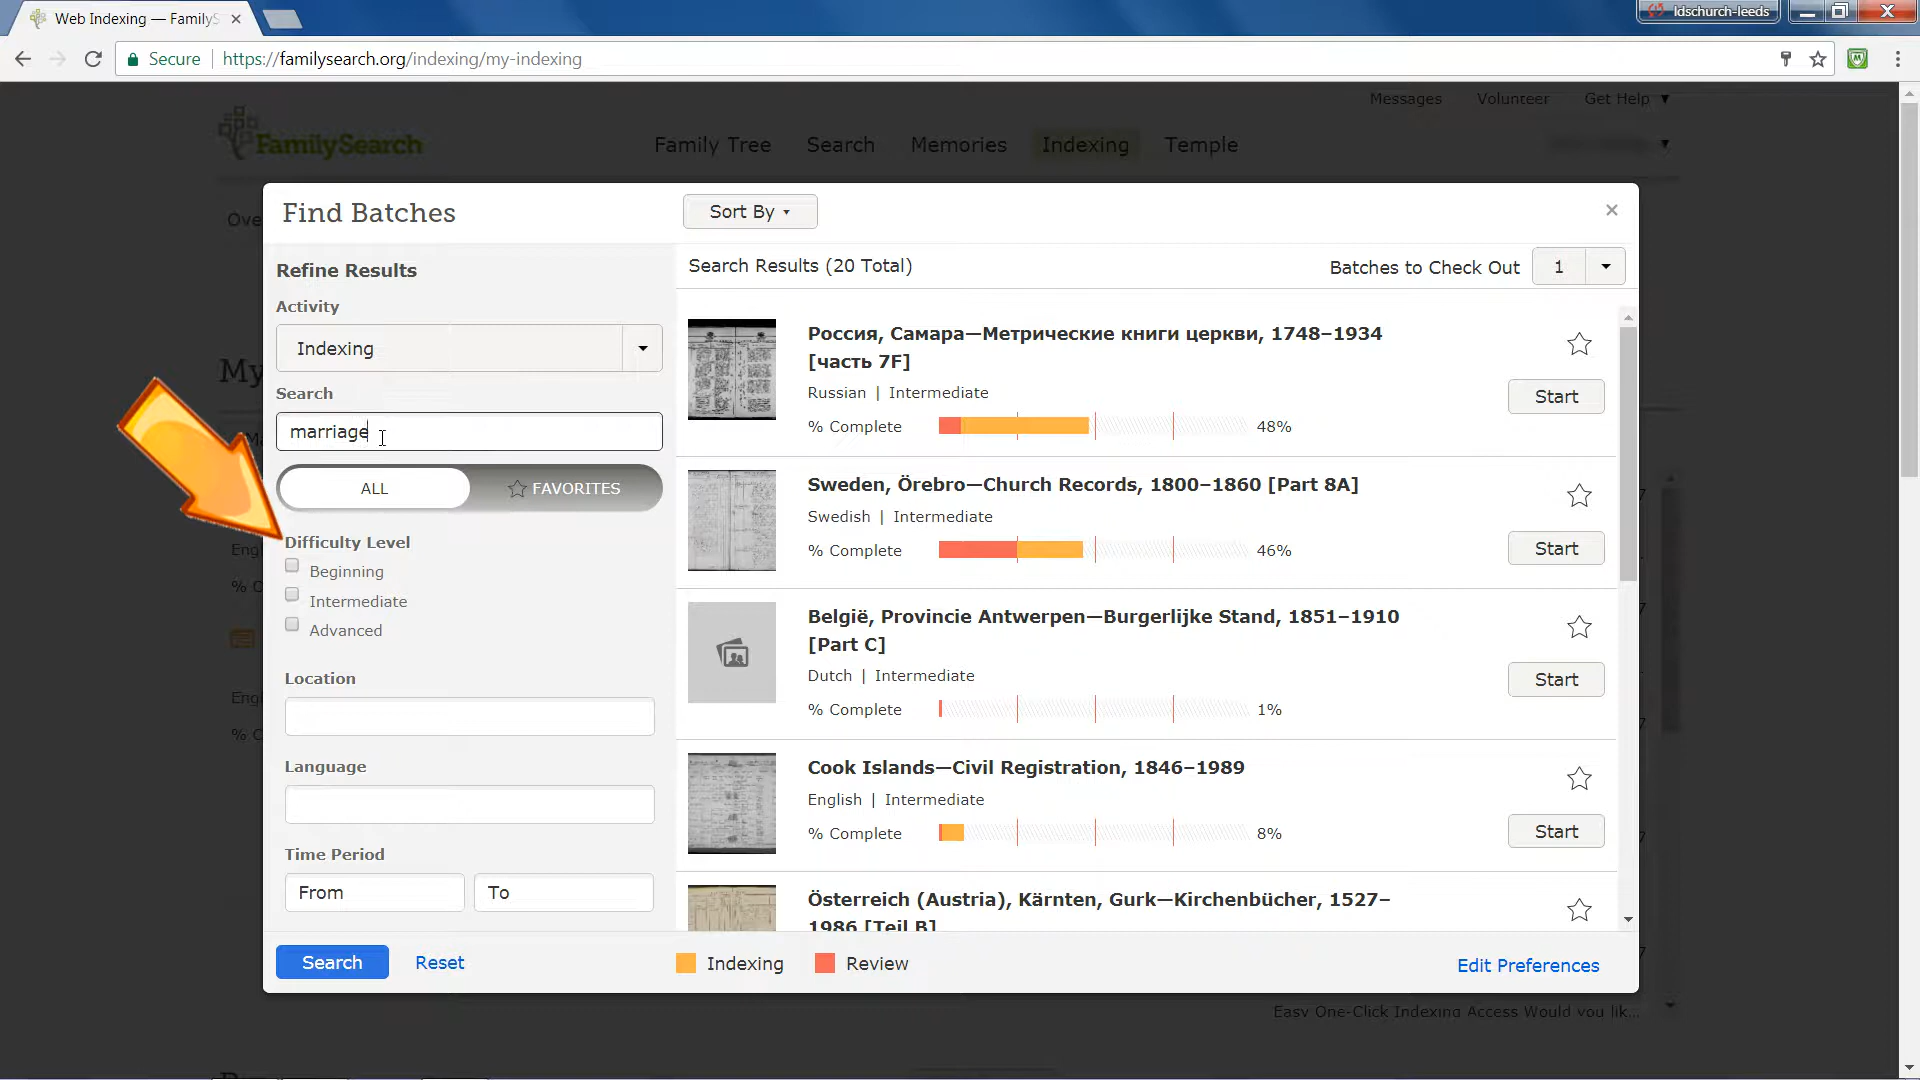 Web Indexing — FamilyS
ldschurch-leeds
Secure
https://familysearch.org/indexing/my-indexing
Messages
Volunteer
Get Help
FamilySearch
Family Tree
Search
Memories
Indexing
Temple
Find Batches
Sort By
Refine Results
Search Results (20 Total)
Batches to Check Out
1
Activity
Indexing
Search
marriage
ALL
FAVORITES
Difficulty Level
Beginning
Intermediate
Advanced
Location
Language
Time Period
From
To
Search
Reset
Россия, Самара—Метрические книги церкви, 1748–1934
[часть 7F]
Russian | Intermediate
% Complete
48%
Start
Sweden, Örebro—Church Records, 1800–1860 [Part 8A]
Swedish | Intermediate
% Complete
46%
Start
België, Provincie Antwerpen—Burgerlijke Stand, 1851–1910
[Part C]
Dutch | Intermediate
% Complete
1%
Start
Cook Islands—Civil Registration, 1846–1989
English | Intermediate
% Complete
8%
Start
Österreich (Austria), Kärnten, Gurk—Kirchenbücher, 1527–
1986 [Teil B]
Indexing
Review
Edit Preferences
Easy One-Click Indexing Access Would you lik...